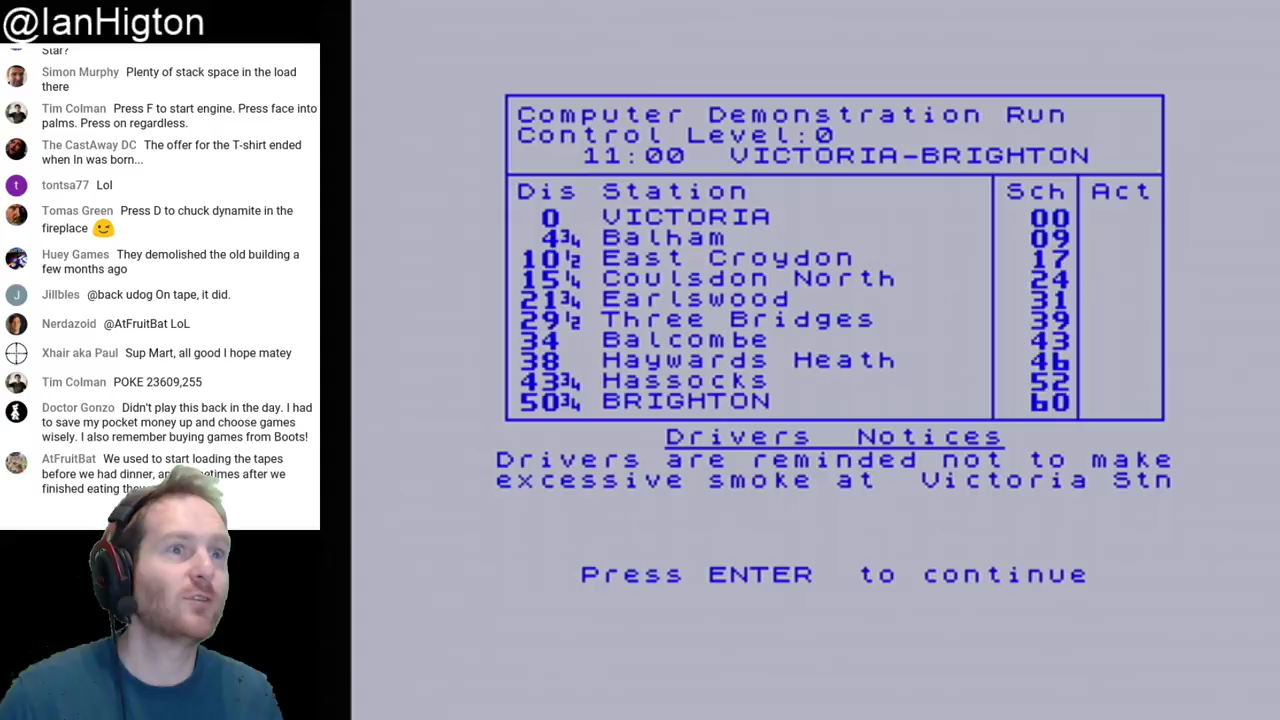 @IanHigton
Star?
Simon Murphy Plenty of stack space in the load
there
Tim Colman Press F to start engine. Press face into
palms. Press on regardless.
The CastAway DC The offer for the T-shirt ended
when In was born...
t
tontsa77 Lol
Tomas Green Press D to chuck dynamite in the
fireplace
Huey Games They demolished the old building a
few months ago
J
Jillbles @back udog On tape, it did.
Nerdazoid @AtFruitBat LoL
Xhair aka Paul Sup Mart, all good I hope matey
Tim Colman POKE 23609,255
Doctor Gonzo Didn't play this back in the day. I had
to save my pocket money up and choose games
wisely. I also remember buying games from Boots!
AtFruitBat We used to start loading the tapes
before we had dinner, after we
finished eating
Computer Demonstration Run
Control Level:0
11:00 VICTORIA-BRIGHTON
Dis Station Sch Act
0 VICTORIA 00
4¾ Balham 09
10½ East Croydon 17
15¼ Coulsdon North 24
21¾ Earlswood 31
29½ Three Bridges 39
34 Balcombe 43
38 Haywards Heath 46
43¾ Hassocks 52
50¾ BRIGHTON 60
Drivers Notices
Drivers are reminded not to make
excessive smoke at Victoria Stn
Press ENTER to continue